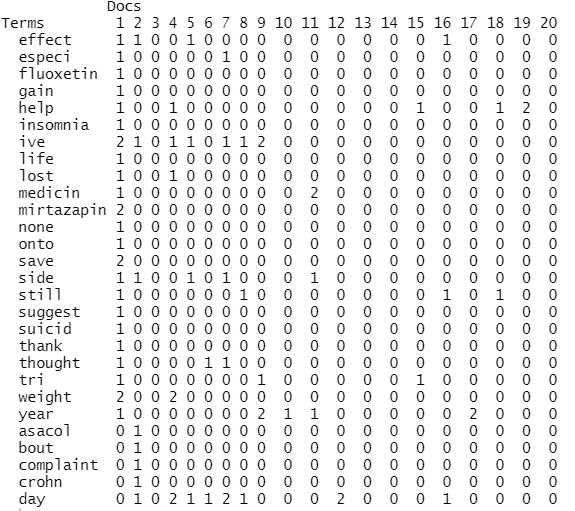 Docs
Terms 1 2 3 4 5 6 7 8 9 10 11 12 13 14 15 16 17 18 19 20
effect 1 1 0 0 1 0 0 0 0 0 0 0 0 0 0 1 0 0 0 0
especi 1 0 0 0 0 0 1 0 0 0 0 0 0 0 0 0 0 0 0 0
fluoxetin 1 0 0 0 0 0 0 0 0 0 0 0 0 0 0 0 0 0 0 0
gain 1 0 0 0 0 0 0 0 0 0 0 0 0 0 0 0 0 0 0 0
help 1 0 0 1 0 0 0 0 0 0 0 0 0 0 1 0 0 1 2 0
insomnia 1 0 0 0 0 0 0 0 0 0 0 0 0 0 0 0 0 0 0 0
ive 2 1 0 1 1 0 1 1 2 0 0 0 0 0 0 0 0 0 0 0
life 1 0 0 0 0 0 0 0 0 0 0 0 0 0 0 0 0 0 0 0
lost 1 0 0 1 0 0 0 0 0 0 0 0 0 0 0 0 0 0 0 0
medicin 1 0 0 0 0 0 0 0 0 0 2 0 0 0 0 0 0 0 0 0
mirtazapin 2 0 0 0 0 0 0 0 0 0 0 0 0 0 0 0 0 0 0 0
none 1 0 0 0 0 0 0 0 0 0 0 0 0 0 0 0 0 0 0 0
onto 1 0 0 0 0 0 0 0 0 0 0 0 0 0 0 0 0 0 0 0
save 2 0 0 0 0 0 0 0 0 0 0 0 0 0 0 0 0 0 0 0
side 1 1 0 0 1 0 1 0 0 0 1 0 0 0 0 0 0 0 0 0
still 1 0 0 0 0 0 0 1 0 0 0 0 0 0 0 1 0 1 0 0
suggest 1 0 0 0 0 0 0 0 0 0 0 0 0 0 0 0 0 0 0 0
suicid 1 0 0 0 0 0 0 0 0 0 0 0 0 0 0 0 0 0 0 0
thank 1 0 0 0 0 0 0 0 0 0 0 0 0 0 0 0 0 0 0 0
thought 1 0 0 0 0 1 1 0 0 0 0 0 0 0 0 0 0 0 0 0
tri 1 0 0 0 0 0 0 0 1 0 0 0 0 0 1 0 0 0 0 0
weight 2 0 0 2 0 0 0 0 0 0 0 0 0 0 0 0 0 0 0 0
year 1 0 0 0 0 0 0 0 2 1 1 0 0 0 0 0 2 0 0 0
asacol 0 1 0 0 0 0 0 0 0 0 0 0 0 0 0 0 0 0 0 0
bout 0 1 0 0 0 0 0 0 0 0 0 0 0 0 0 0 0 0 0 0
complaint 0 1 0 0 0 0 0 0 0 0 0 0 0 0 0 0 0 0 0 0
crohn 0 1 0 0 0 0 0 0 0 0 0 0 0 0 0 0 0 0 0 0
day 0 1 0 2 1 1 2 1 0 0 0 2 0 0 0 1 0 0 0 0